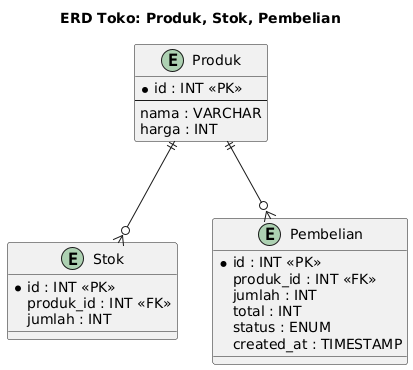 ERD Toko: Produk, Stok, Pembelian
E Produk
id : INT «PK»
nama : VARCHAR
harga : INT
E Stok
id : INT «PK»
produk_id : INT «FK»
jumlah : INT
E Pembelian
id : INT «PK»
produk_id : INT «FK»
jumlah : INT
total : INT
status : ENUM
created_at : TIMESTAMP